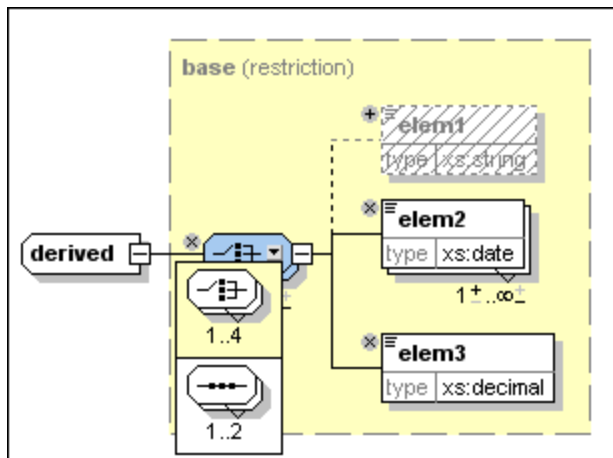 base (restriction)
elem1
type xs:string
elem2
type xs:date
1..∞
derived
1..4
elem3
type xs:decimal
1..2